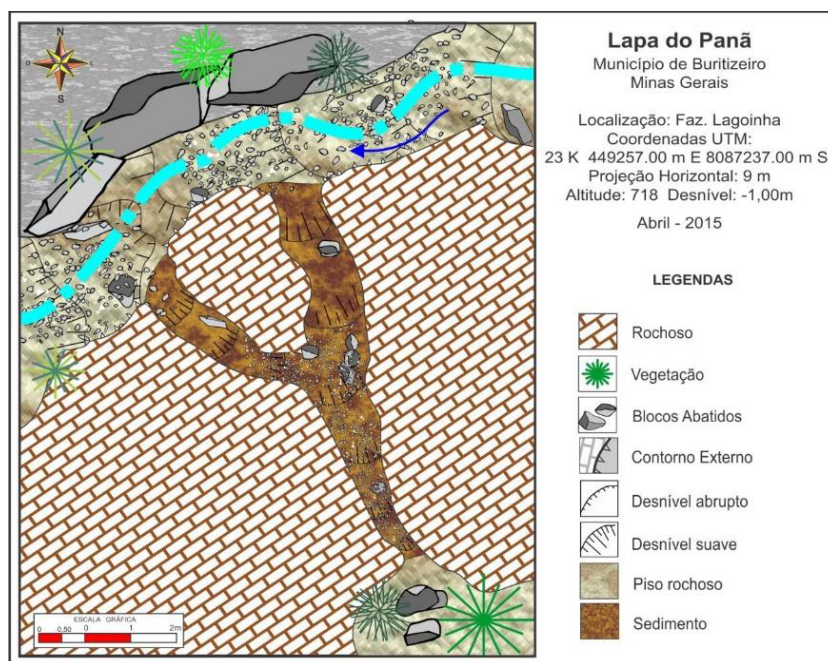 N
O
S
Lapa do Panã
Município de Buritizeiro
Minas Gerais
Localização: Faz. Lagoinha
Coordenadas UTM:
23 K 449257.00 m E 8087237.00 m S
Projeção Horizontal: 9 m
Altitude: 718 Desnível: -1,00m
Abril - 2015
LEGENDAS
Rochoso
Vegetação
Blocos Abatidos
Contorno Externo
Desnível abrupto
Desnível suave
Piso rochoso
Sedimento
ESCALA GRÁFICA
0 0,50 0 1 2m